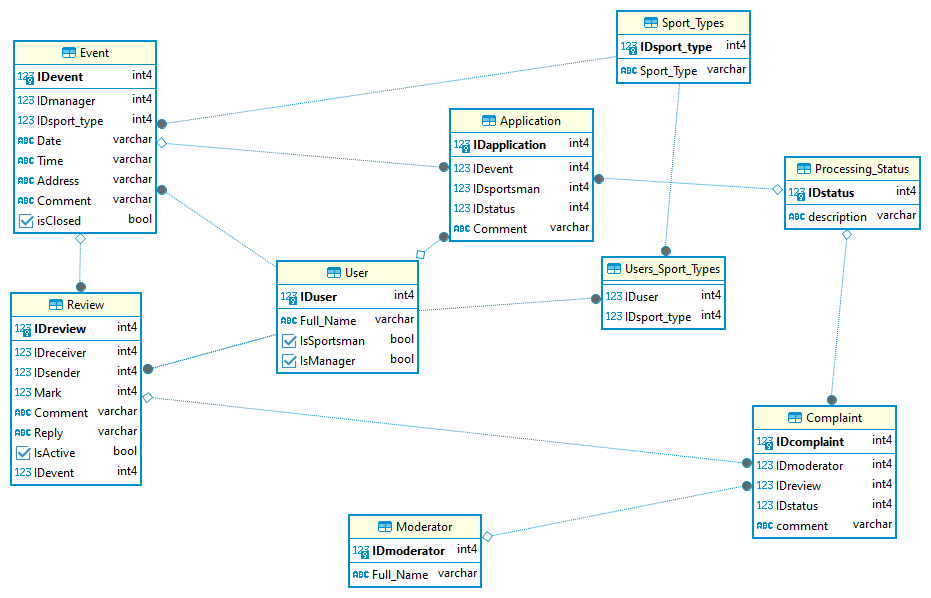 Event
123 IDevent int4
123 IDmanager int4
123 IDsport_type int4
ABC Date varchar
ABC Time varchar
ABC Address varchar
ABC Comment varchar
isClosed bool
Sport_Types
123 IDsport_type int4
ABC Sport_Type varchar
Application
123 IDapplication int4
123 IDevent int4
123 IDsportsman int4
123 IDstatus int4
ABC Comment varchar
Processing_Status
123 IDstatus int4
ABC description varchar
User
123 IDuser int4
ABC Full_Name varchar
IsSportsman bool
IsManager bool
Users_Sport_Types
123 IDuser int4
123 IDsport_type int4
Review
123 IDreview int4
123 IDreceiver int4
123 IDsender int4
123 Mark int4
ABC Comment varchar
ABC Reply varchar
IsActive bool
123 IDevent int4
Complaint
123 IDcomplaint int4
123 IDmoderator int4
123 IDreview int4
123 IDstatus int4
ABC comment varchar
Moderator
123 IDmoderator int4
ABC Full_Name varchar